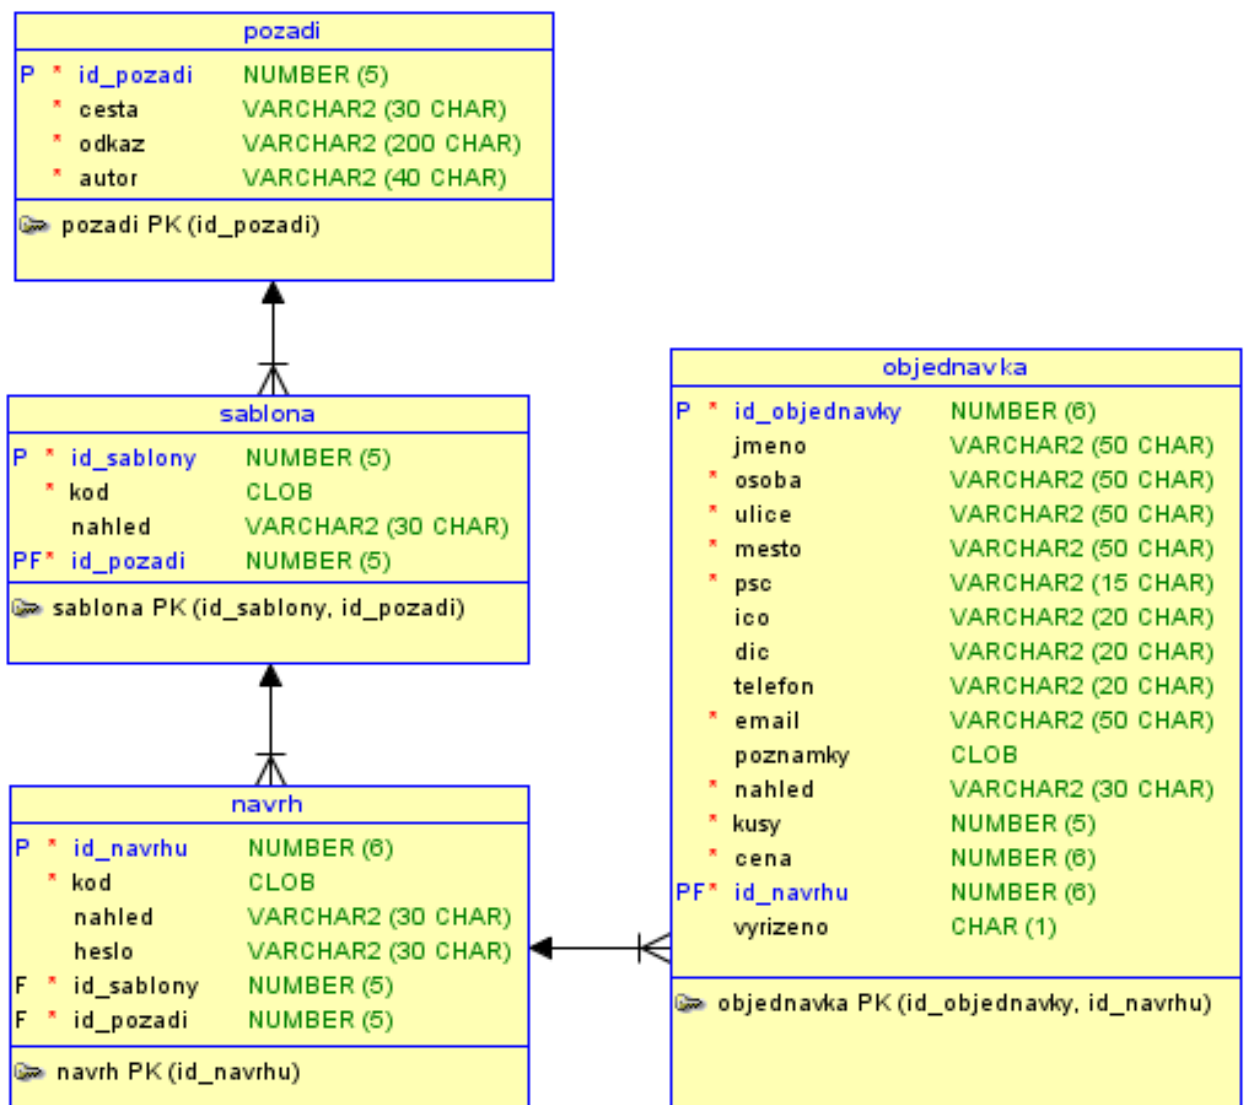 pozadi
P * id_pozadi NUMBER (5)
* cesta VARCHAR2 (30 CHAR)
* odkaz VARCHAR2 (200 CHAR)
* autor VARCHAR2 (40 CHAR)
pozadi PK (id_pozadi)
sablona
P * id_sablony NUMBER (5)
* kod CLOB
nahled VARCHAR2 (30 CHAR)
PF* id_pozadi NUMBER (5)
sablona PK (id_sablony, id_pozadi)
navrh
P * id_navrhu NUMBER (6)
* kod CLOB
nahled VARCHAR2 (30 CHAR)
heslo VARCHAR2 (30 CHAR)
F * id_sablony NUMBER (5)
F * id_pozadi NUMBER (5)
navrh PK (id_navrhu)
objednavka
P * id_objednavky NUMBER (6)
jmeno VARCHAR2 (50 CHAR)
* osoba VARCHAR2 (50 CHAR)
* ulice VARCHAR2 (50 CHAR)
* mesto VARCHAR2 (50 CHAR)
* psc VARCHAR2 (15 CHAR)
ico VARCHAR2 (20 CHAR)
dic VARCHAR2 (20 CHAR)
telefon VARCHAR2 (20 CHAR)
* email VARCHAR2 (50 CHAR)
poznamky CLOB
* nahled VARCHAR2 (30 CHAR)
* kusy NUMBER (5)
* cena NUMBER (6)
PF* id_navrhu NUMBER (6)
vyrizeno CHAR (1)
objednavka PK (id_objednavky, id_navrhu)